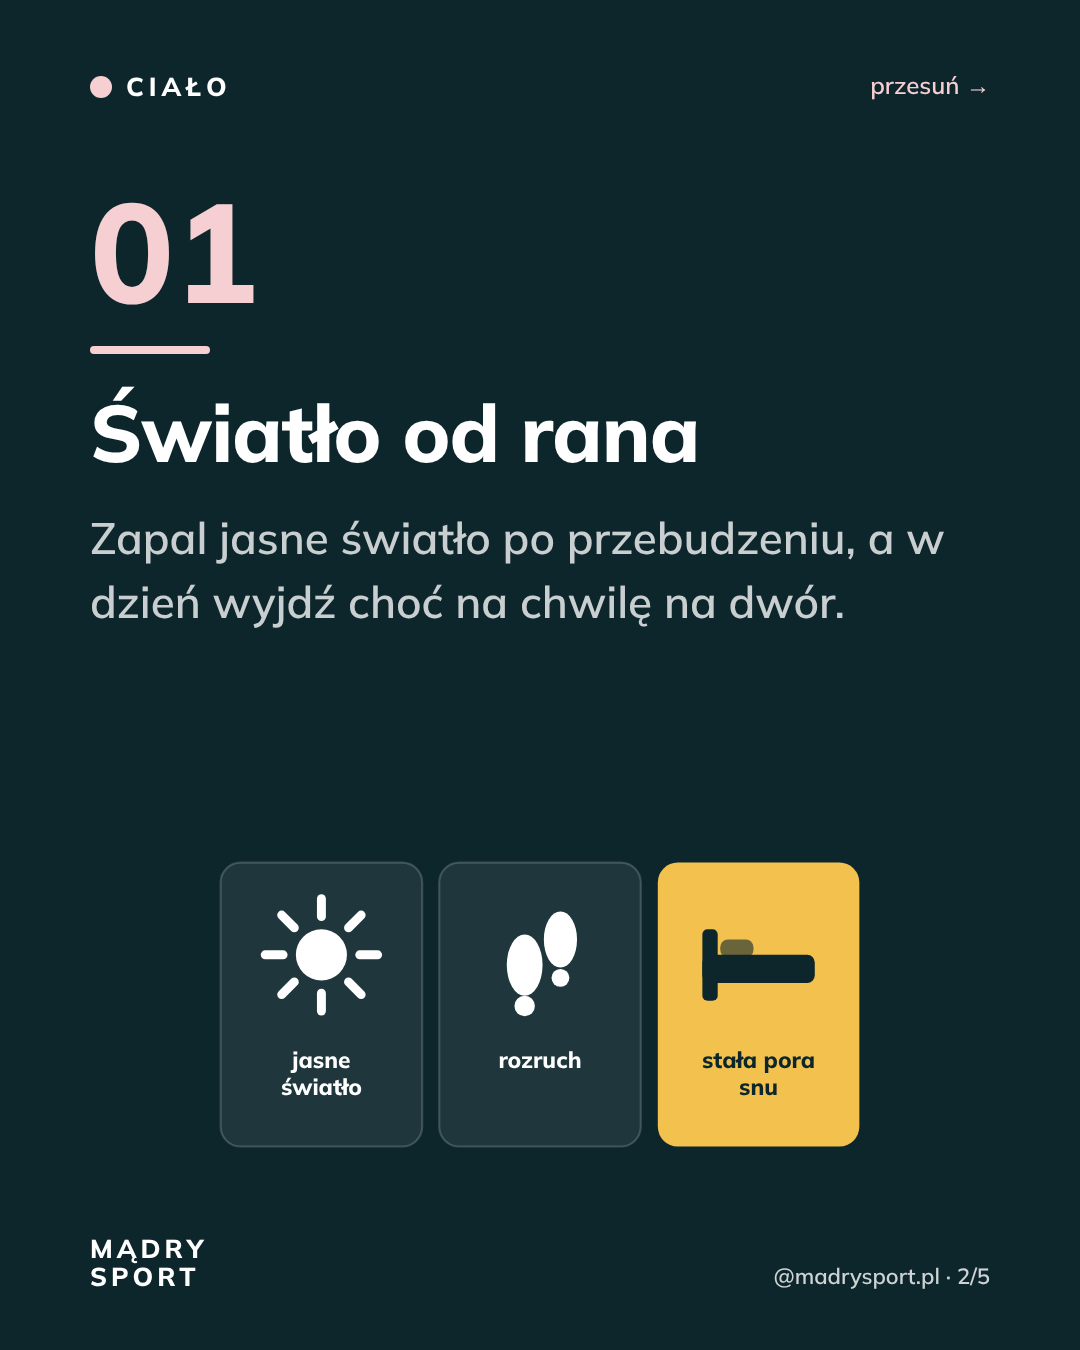 CIAŁO
przesuń →
01
Światło od rana
Zapal jasne światło po przebudzeniu, a w
dzień wyjdź choć na chwilę na dwór.
jasne
światło
rozruch
stała pora
snu
MĄDRY
SPORT
@madrysport.pl · 2/5